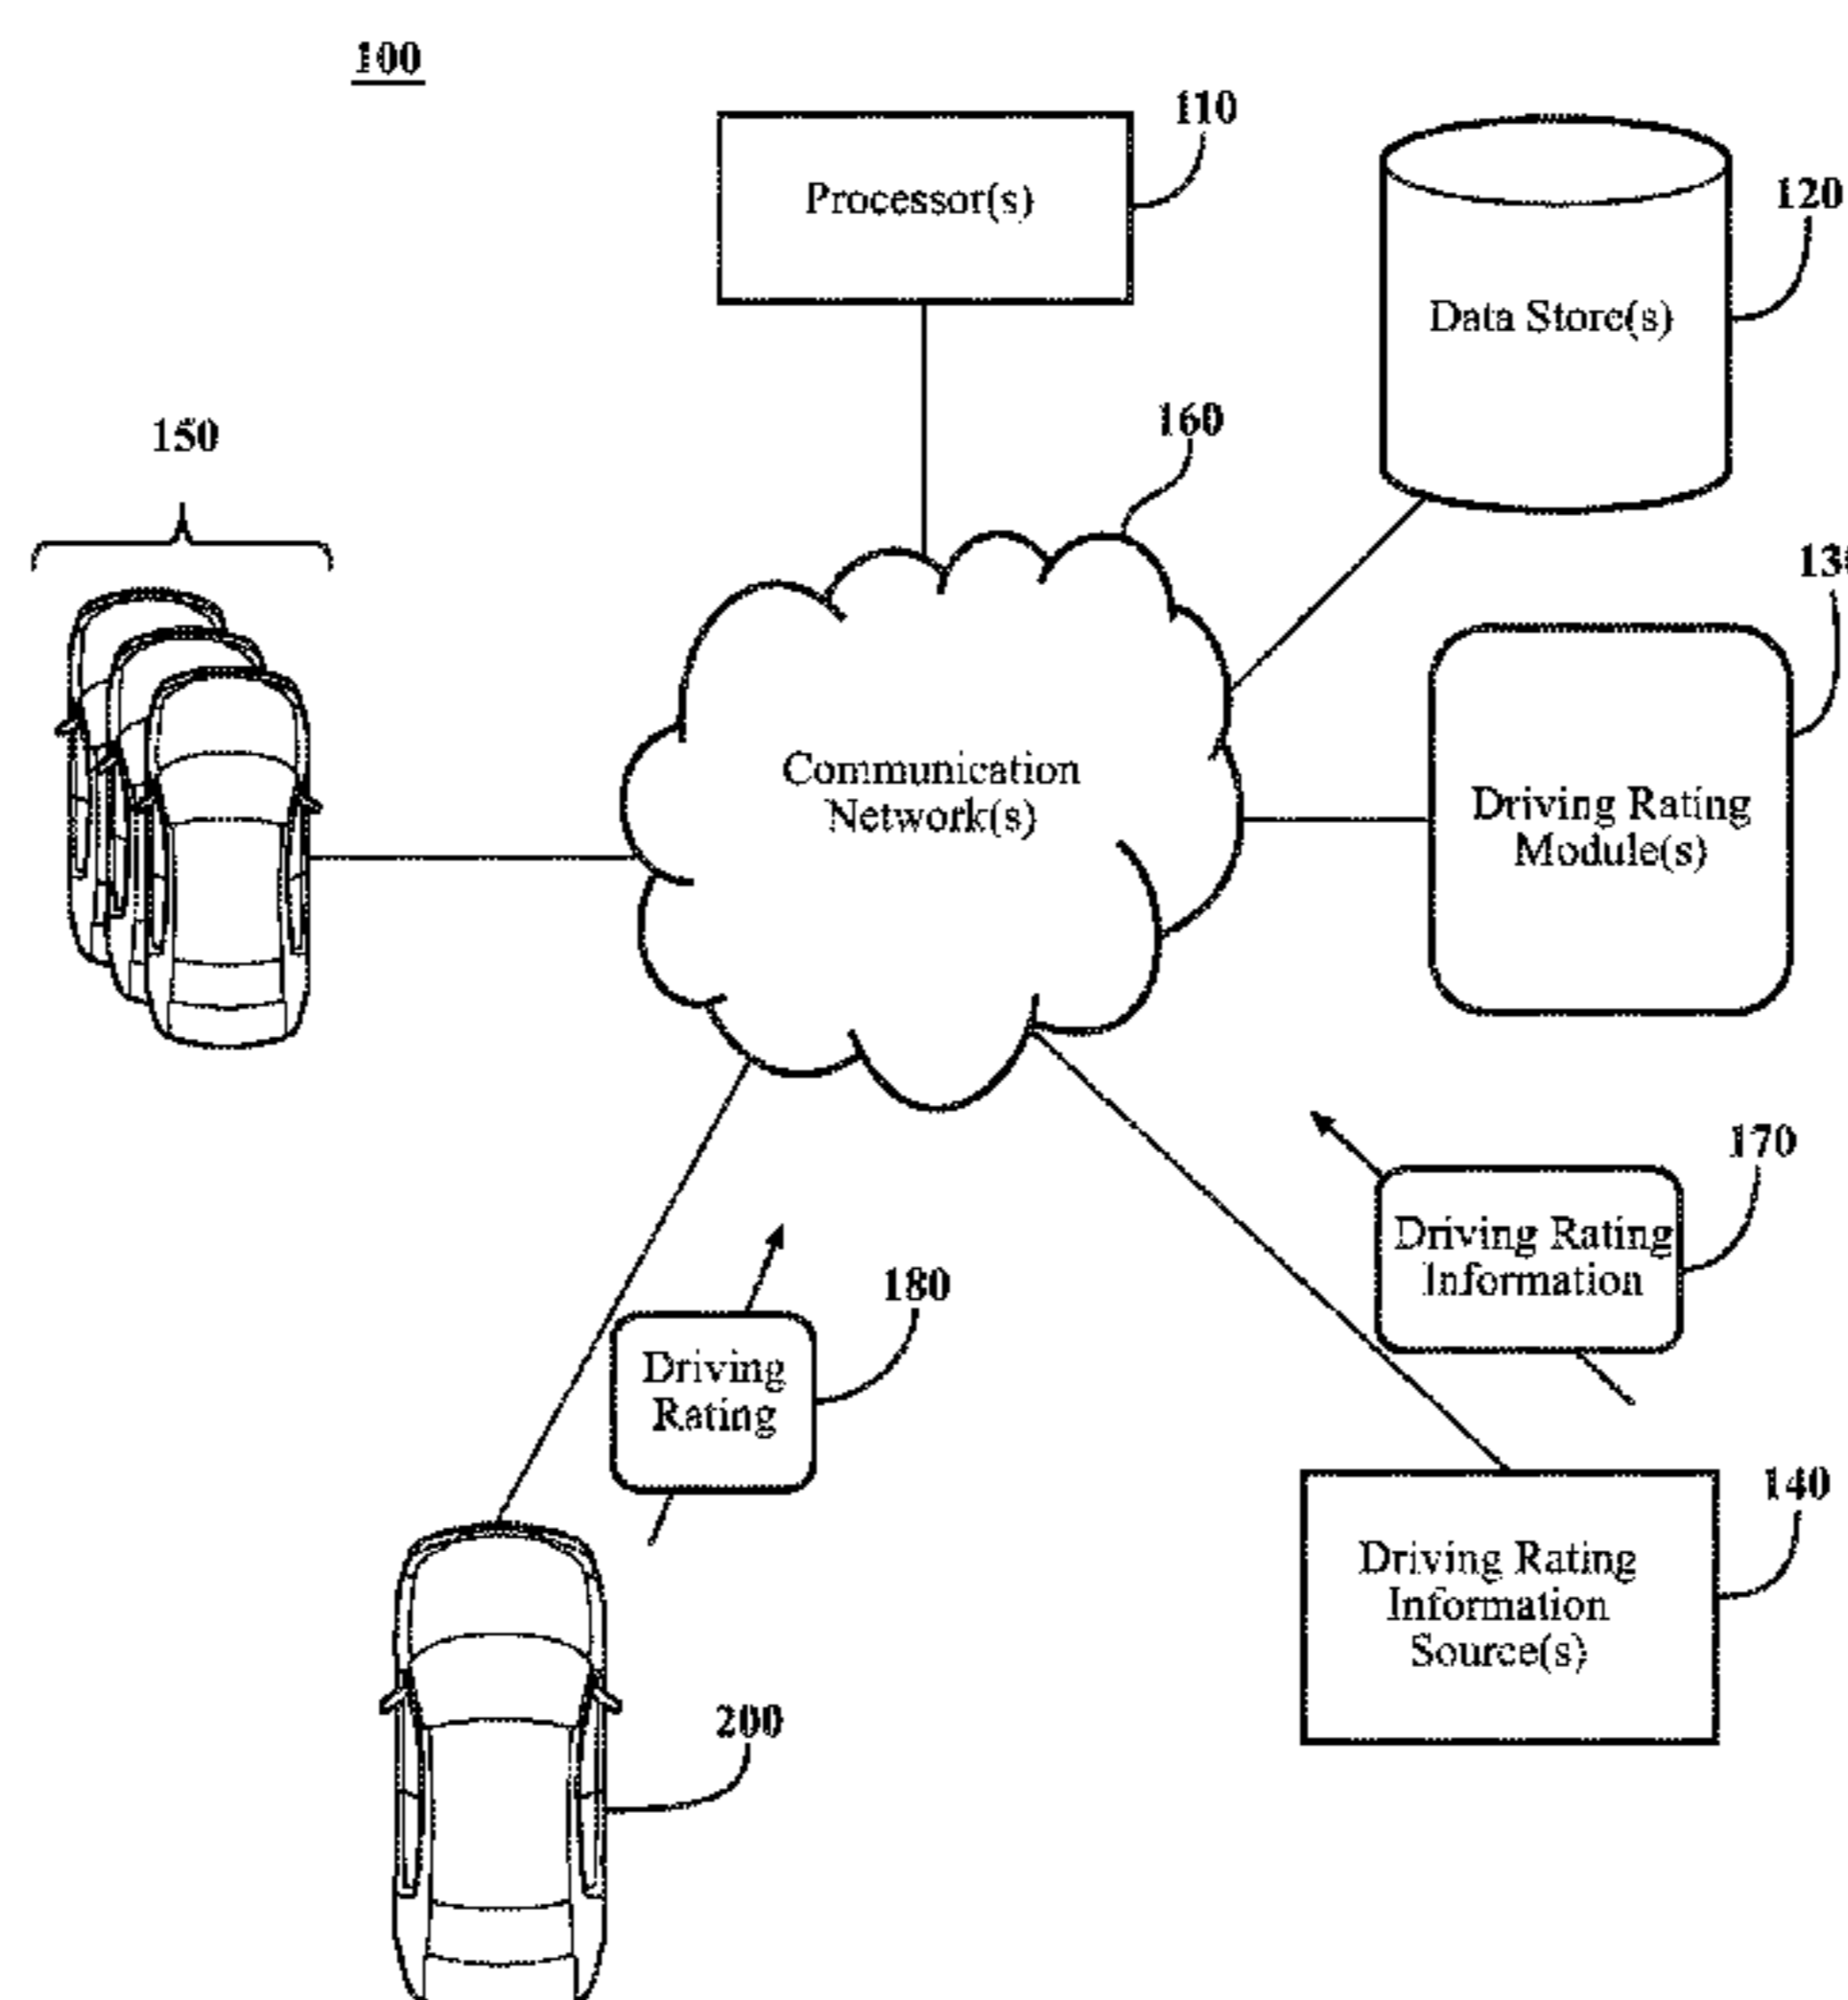 100
110
Processor(s)
120
Data Store(s)
160
150
Communication
Network(s)
Driving Rating
Module(s)
170
Driving Rating
Information
180
Driving
Rating
140
Driving Rating
Information
Source(s)
200